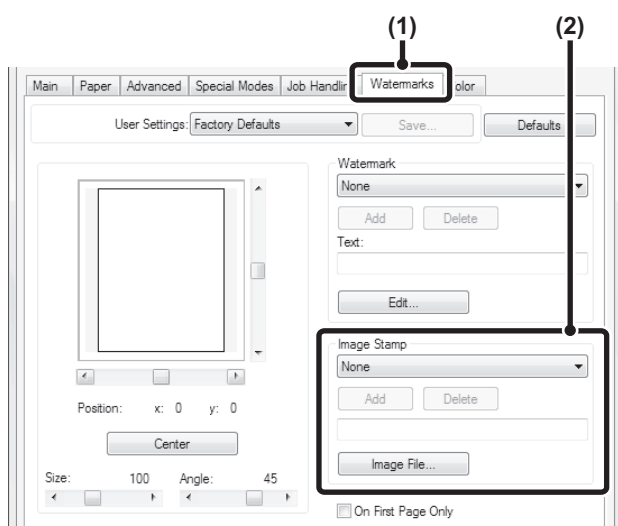 (1) (2)
Main Paper Advanced Special Modes Job Handlin Watermarks olor
User Settings: Factory Defaults Save... Defaults
Watermark
None
Add Delete
Text:
Edit...
Image Stamp
None
Add Delete
Position: x: 0 y: 0
Center
Image File...
Size: 100 Angle: 45
On First Page Only